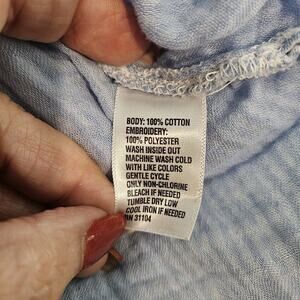 BODY: 100% COTTON
EMBROIDERY:
100% POLYESTER
WASH INSIDE OUT
MACHINE WASH COLD
WITH LIKE COLORS
GENTLE CYCLE
ONLY NON-CHLORINE
BLEACH IF NEEDED
TUMBLE DRY LOW
COOL IRON IF NEEDED
RN 31104